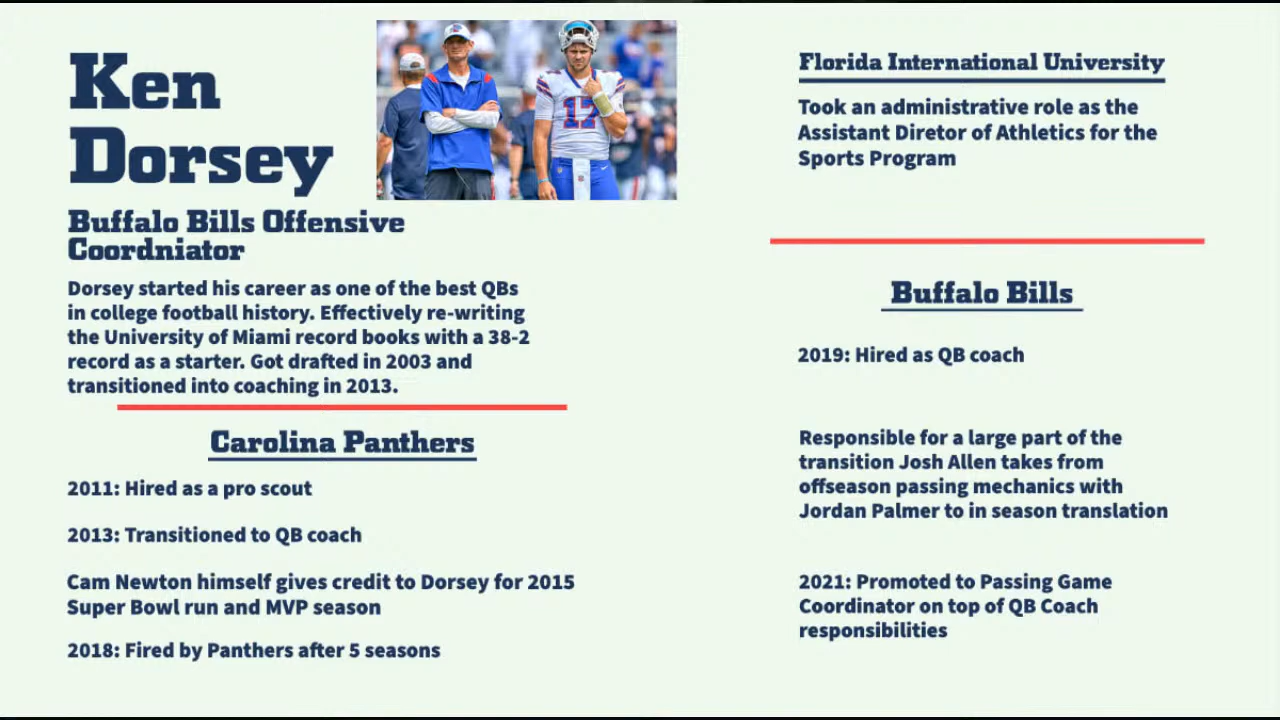 Ken
Dorsey
Buffalo Bills Offensive
Coordniator
Dorsey started his career as one of the best QBs
in college football history. Effectively re-writing
the University of Miami record books with a 38-2
record as a starter. Got drafted in 2003 and
transitioned into coaching in 2013.
Carolina Panthers
2011: Hired as a pro scout
2013: Transitioned to QB coach
Cam Newton himself gives credit to Dorsey for 2015
Super Bowl run and MVP season
2018: Fired by Panthers after 5 seasons
17
Florida International University
Took an administrative role as the
Assistant Diretor of Athletics for the
Sports Program
Buffalo Bills
2019: Hired as QB coach
Responsible for a large part of the
transition Josh Allen takes from
offseason passing mechanics with
Jordan Palmer to in season translation
2021: Promoted to Passing Game
Coordinator on top of QB Coach
responsibilities